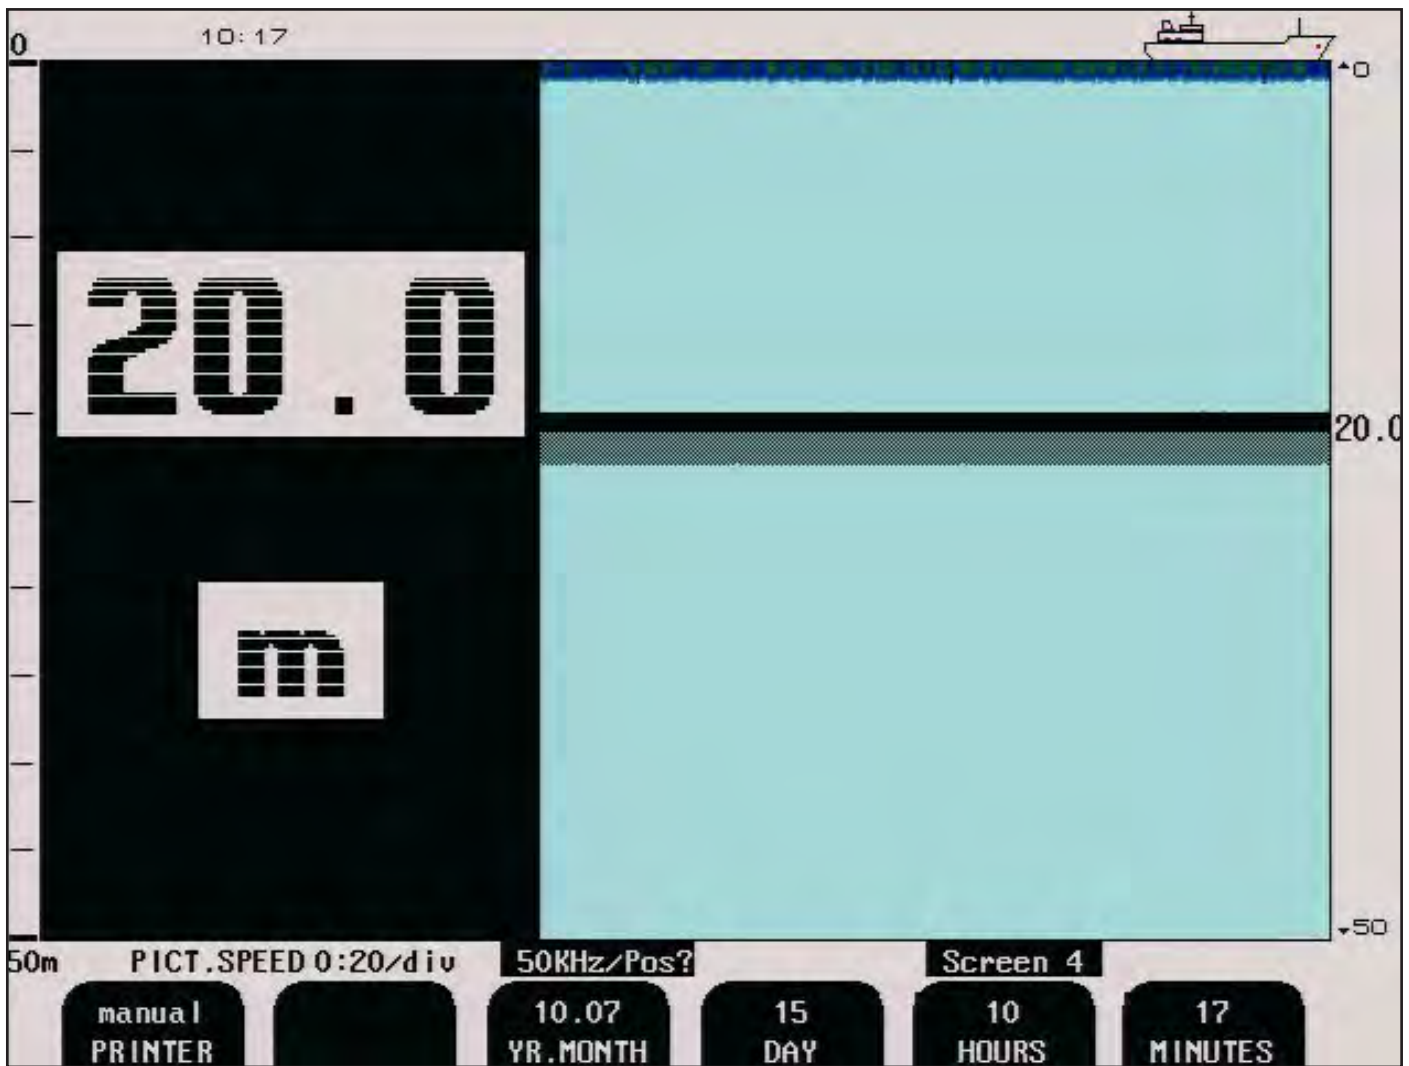 0
10:17
0
20.0
m
20.0
50
50m PICT.SPEED 0:20/div 50KHz/Pos? Screen 4
manual 10.07 15 10 17
PRINTER YR.MONTH DAY HOURS MINUTES